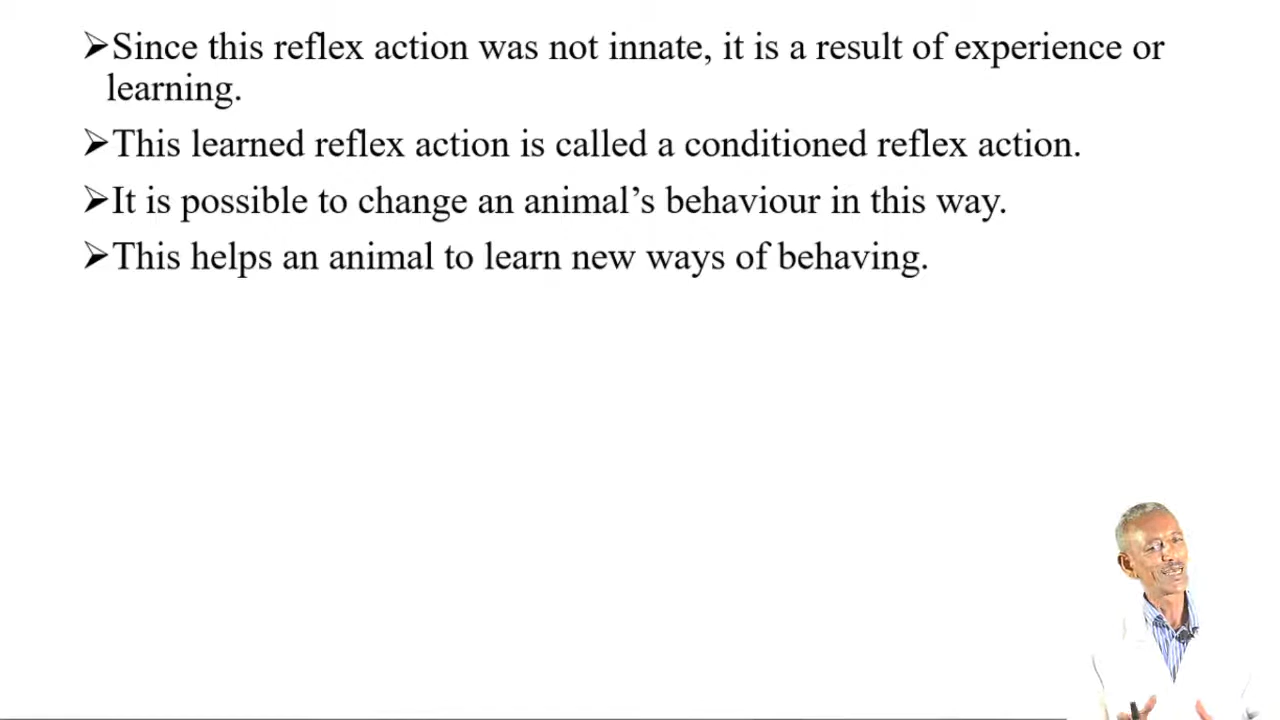 ➢Since this reflex action was not innate, it is a result of experience or
learning.
➢This learned reflex action is called a conditioned reflex action.
➢It is possible to change an animal’s behaviour in this way.
➢This helps an animal to learn new ways of behaving.